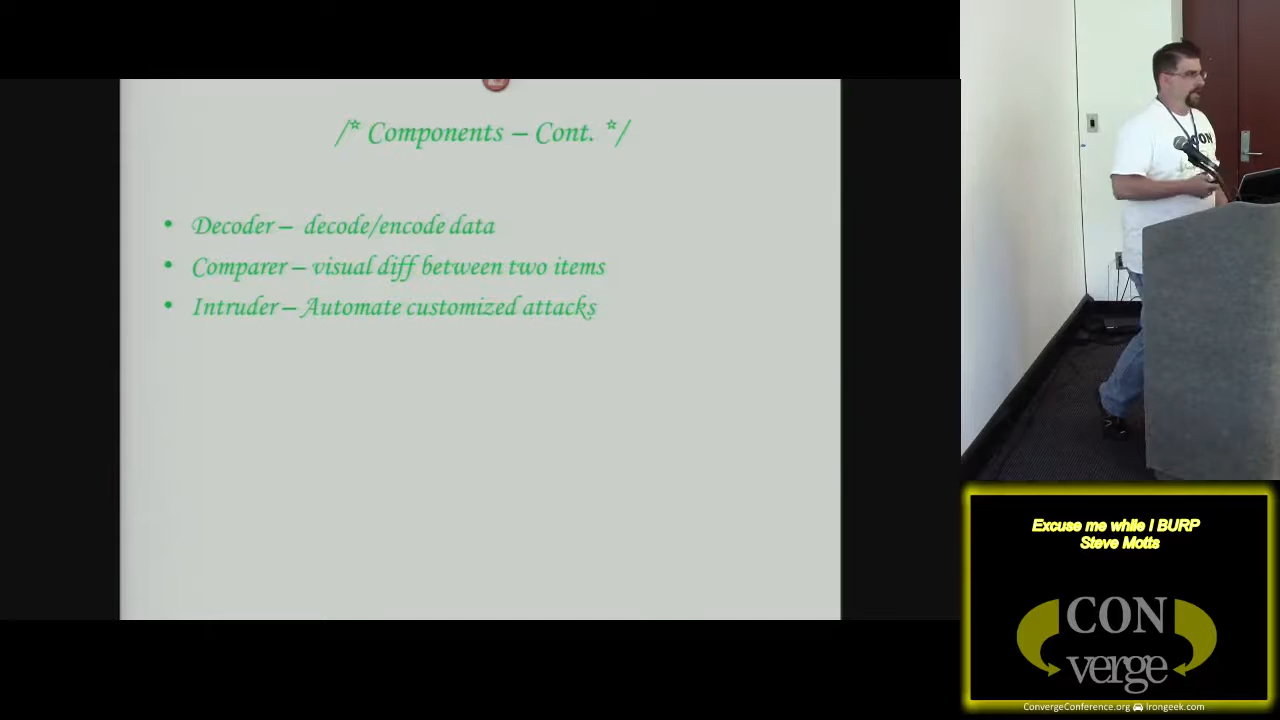 /* Components – Cont. */
• Decoder – decode/encode data
• Comparer – visual diff between two items
• Intruder – Automate customized attacks
CON
Excuse me while I BURP
Steve Motts
CON
verge
ConvergeConference.org Irongeek.com